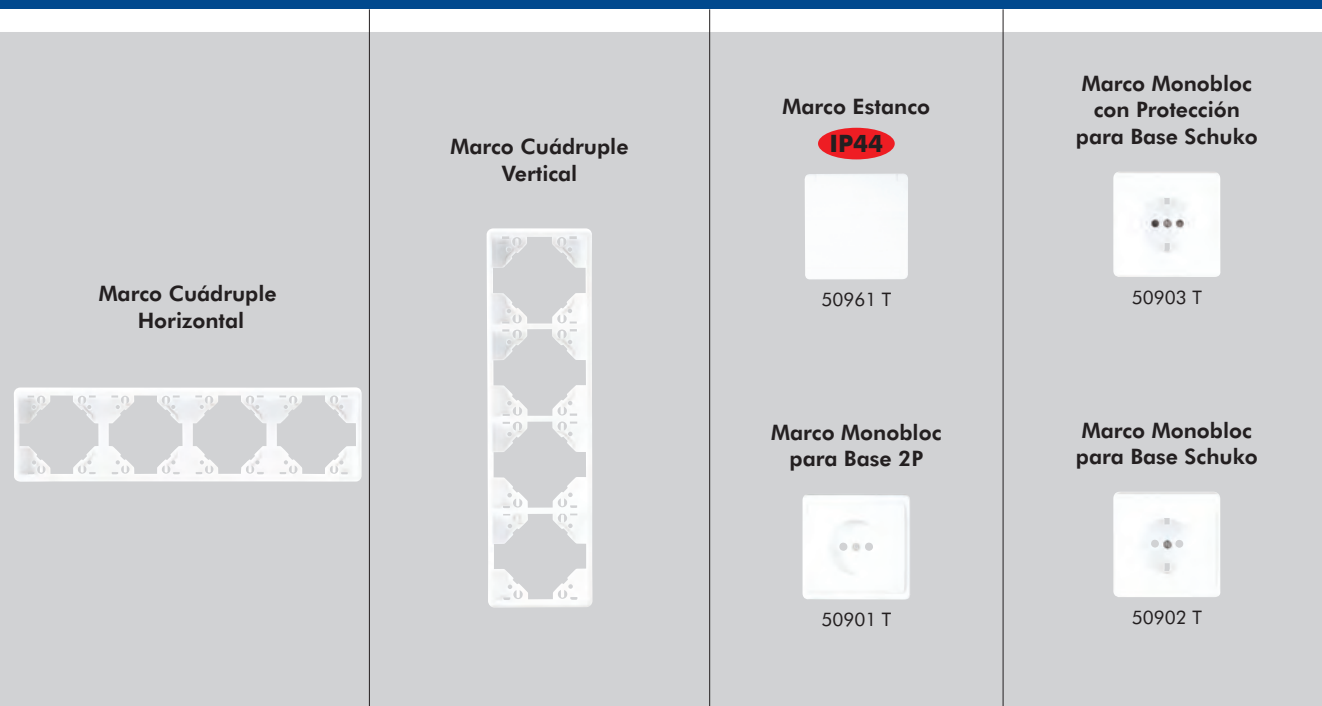 Marco Cuádruple
Horizontal
Marco Cuádruple
Vertical
Marco Estanco
IP44
50961 T
Marco Monobloc
para Base 2P
50901 T
Marco Monobloc
con Protección
para Base Schuko
50903 T
Marco Monobloc
para Base Schuko
50902 T